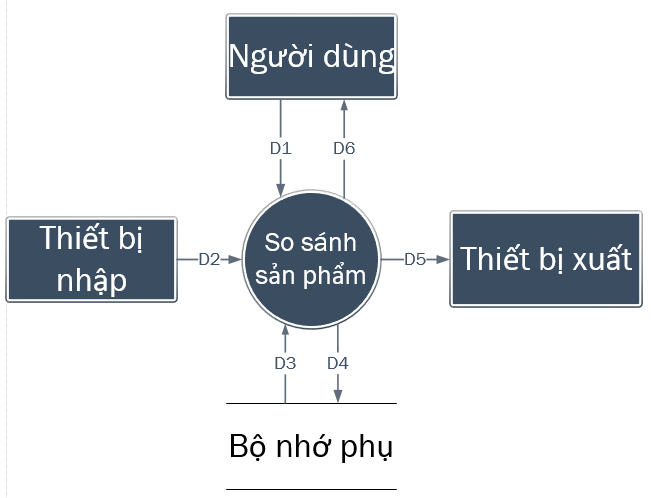 Người dùng
D1
D6
Thiết bị
nhập
D2
So sánh
sản phẩm
D5
Thiết bị xuất
D3
D4
Bộ nhớ phụ